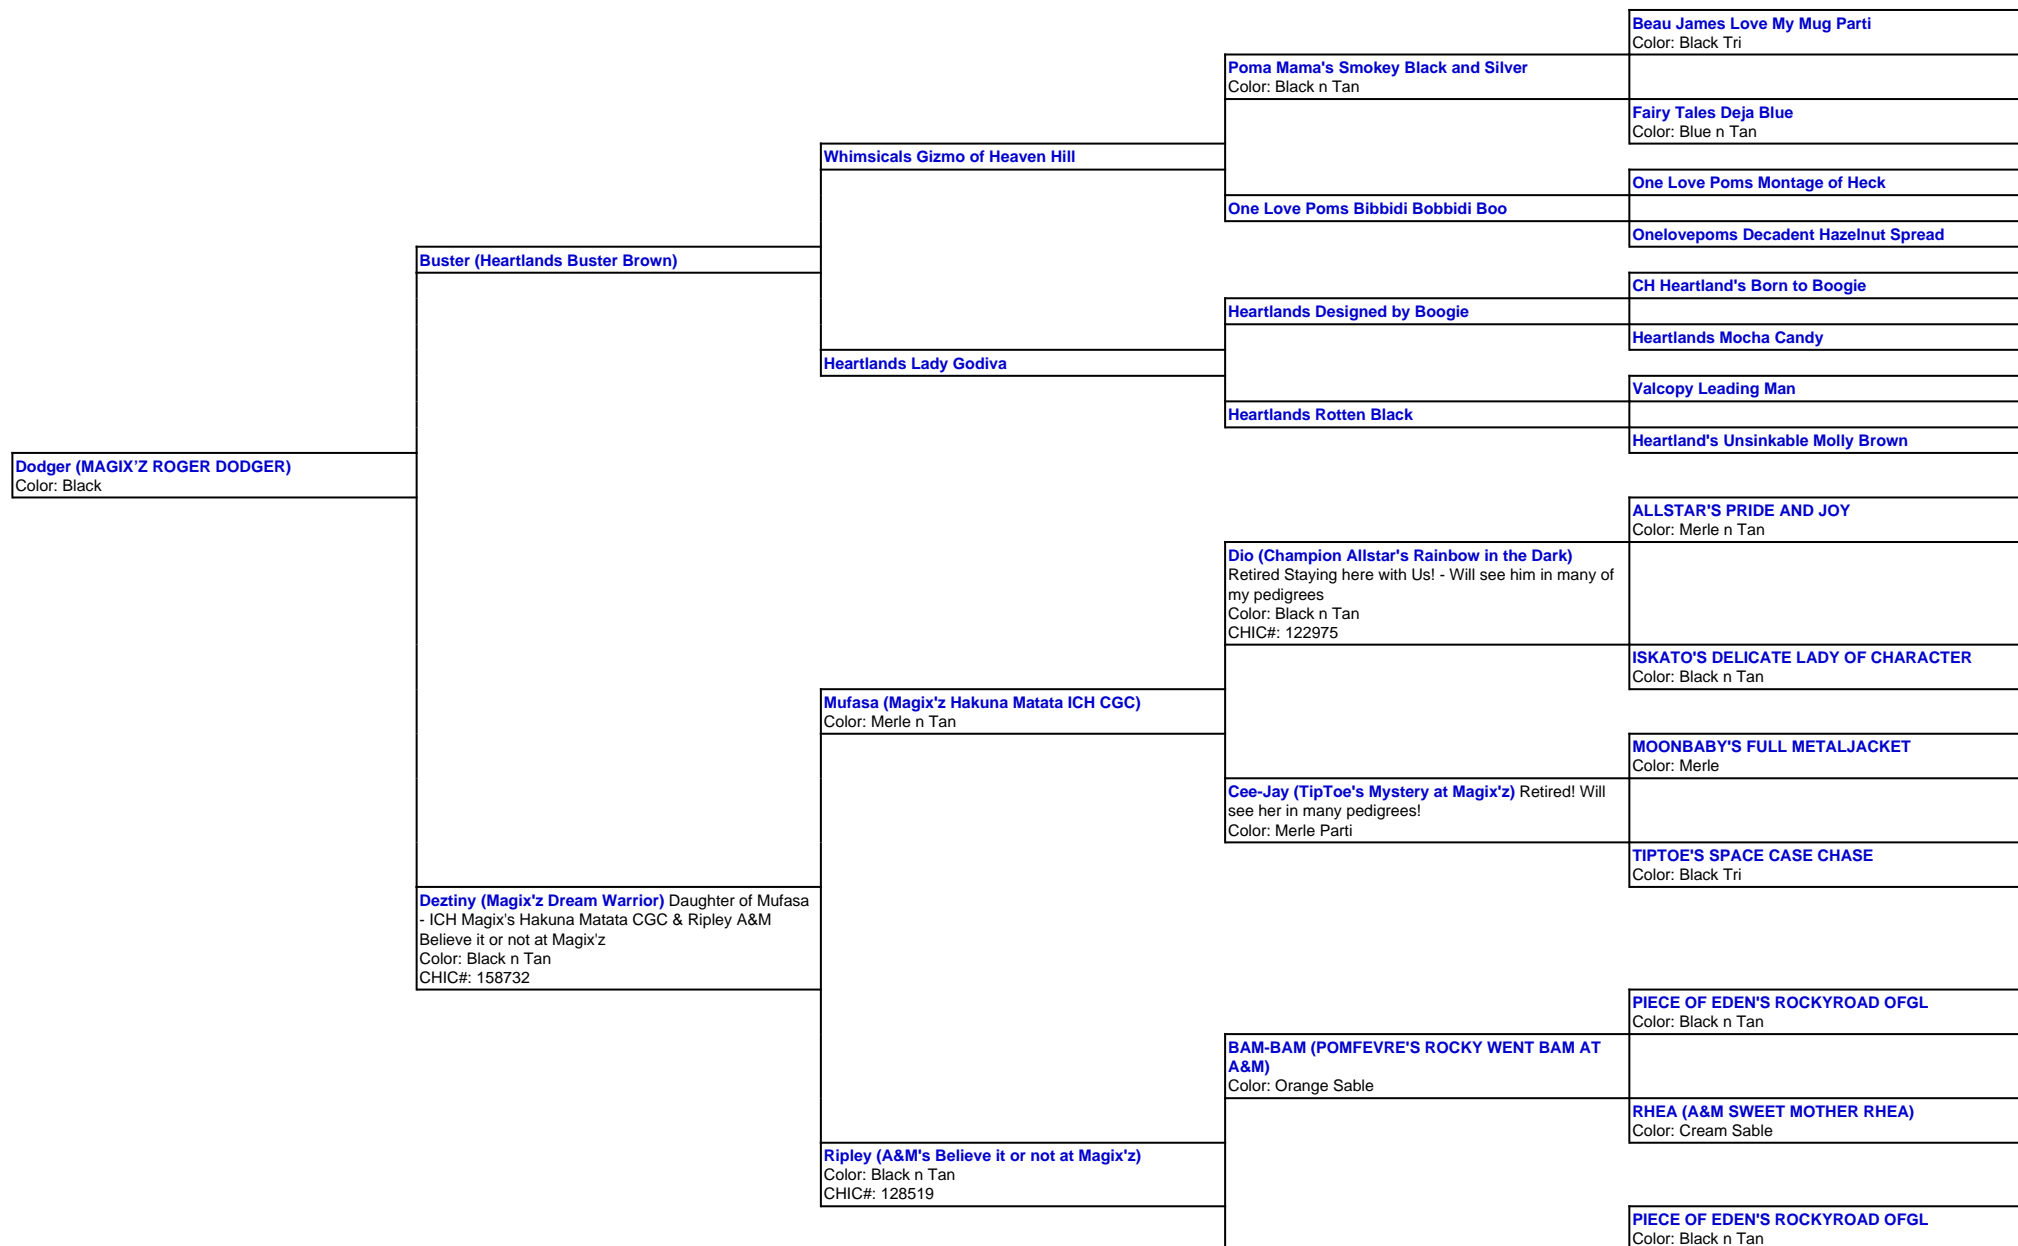 Beau James Love My Mug Parti
Color: Black Tri
Poma Mama's Smokey Black and Silver
Color: Black n Tan
Fairy Tales Deja Blue
Color: Blue n Tan
Whimsicals Gizmo of Heaven Hill
One Love Poms Montage of Heck
One Love Poms Bibbidi Bobbidi Boo
Onelovepoms Decadent Hazelnut Spread
Buster (Heartlands Buster Brown)
CH Heartland's Born to Boogie
Heartlands Designed by Boogie
Heartlands Mocha Candy
Heartlands Lady Godiva
Valcopy Leading Man
Heartlands Rotten Black
Heartland's Unsinkable Molly Brown
Dodger (MAGIX’Z ROGER DODGER)
Color: Black
ALLSTAR'S PRIDE AND JOY
Color: Merle n Tan
Dio (Champion Allstar's Rainbow in the Dark)
Retired Staying here with Us! - Will see him in many of
my pedigrees
Color: Black n Tan
CHIC#: 122975
ISKATO'S DELICATE LADY OF CHARACTER
Color: Black n Tan
Mufasa (Magix'z Hakuna Matata ICH CGC)
Color: Merle n Tan
MOONBABY'S FULL METALJACKET
Color: Merle
Cee-Jay (TipToe's Mystery at Magix'z) Retired! Will
see her in many pedigrees!
Color: Merle Parti
TIPTOE'S SPACE CASE CHASE
Color: Black Tri
Deztiny (Magix'z Dream Warrior) Daughter of Mufasa
- ICH Magix's Hakuna Matata CGC & Ripley A&M
Believe it or not at Magix'z
Color: Black n Tan
CHIC#: 158732
PIECE OF EDEN'S ROCKYROAD OFGL
Color: Black n Tan
BAM-BAM (POMFEVRE'S ROCKY WENT BAM AT
A&M)
Color: Orange Sable
RHEA (A&M SWEET MOTHER RHEA)
Color: Cream Sable
Ripley (A&M's Believe it or not at Magix'z)
Color: Black n Tan
CHIC#: 128519
PIECE OF EDEN'S ROCKYROAD OFGL
Color: Black n Tan